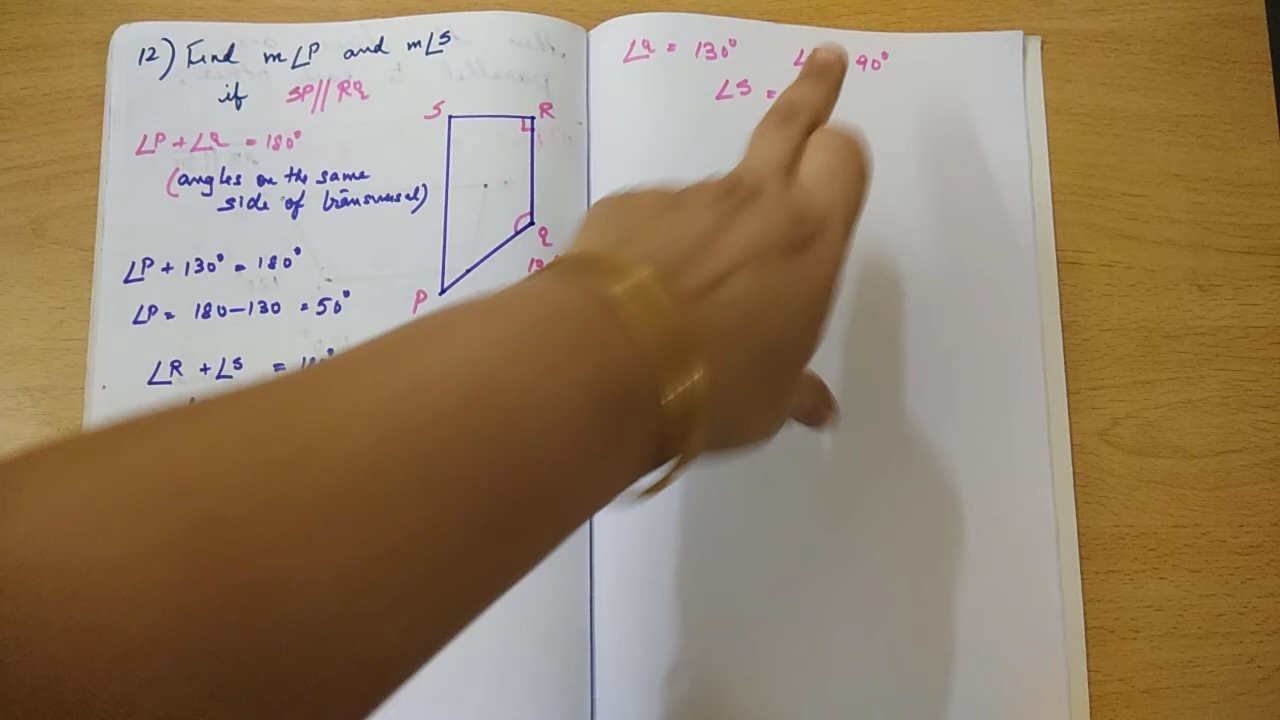 12) Find m∠P and m∠S
if SP // RQ
∠P + ∠Q = 180°
(angles on the same
side of transversal)
∠P + 130° = 180°
∠P = 180 – 130 = 50°
∠R + ∠S =
S
R
Q
P
∠Q = 130°
90°
∠S =